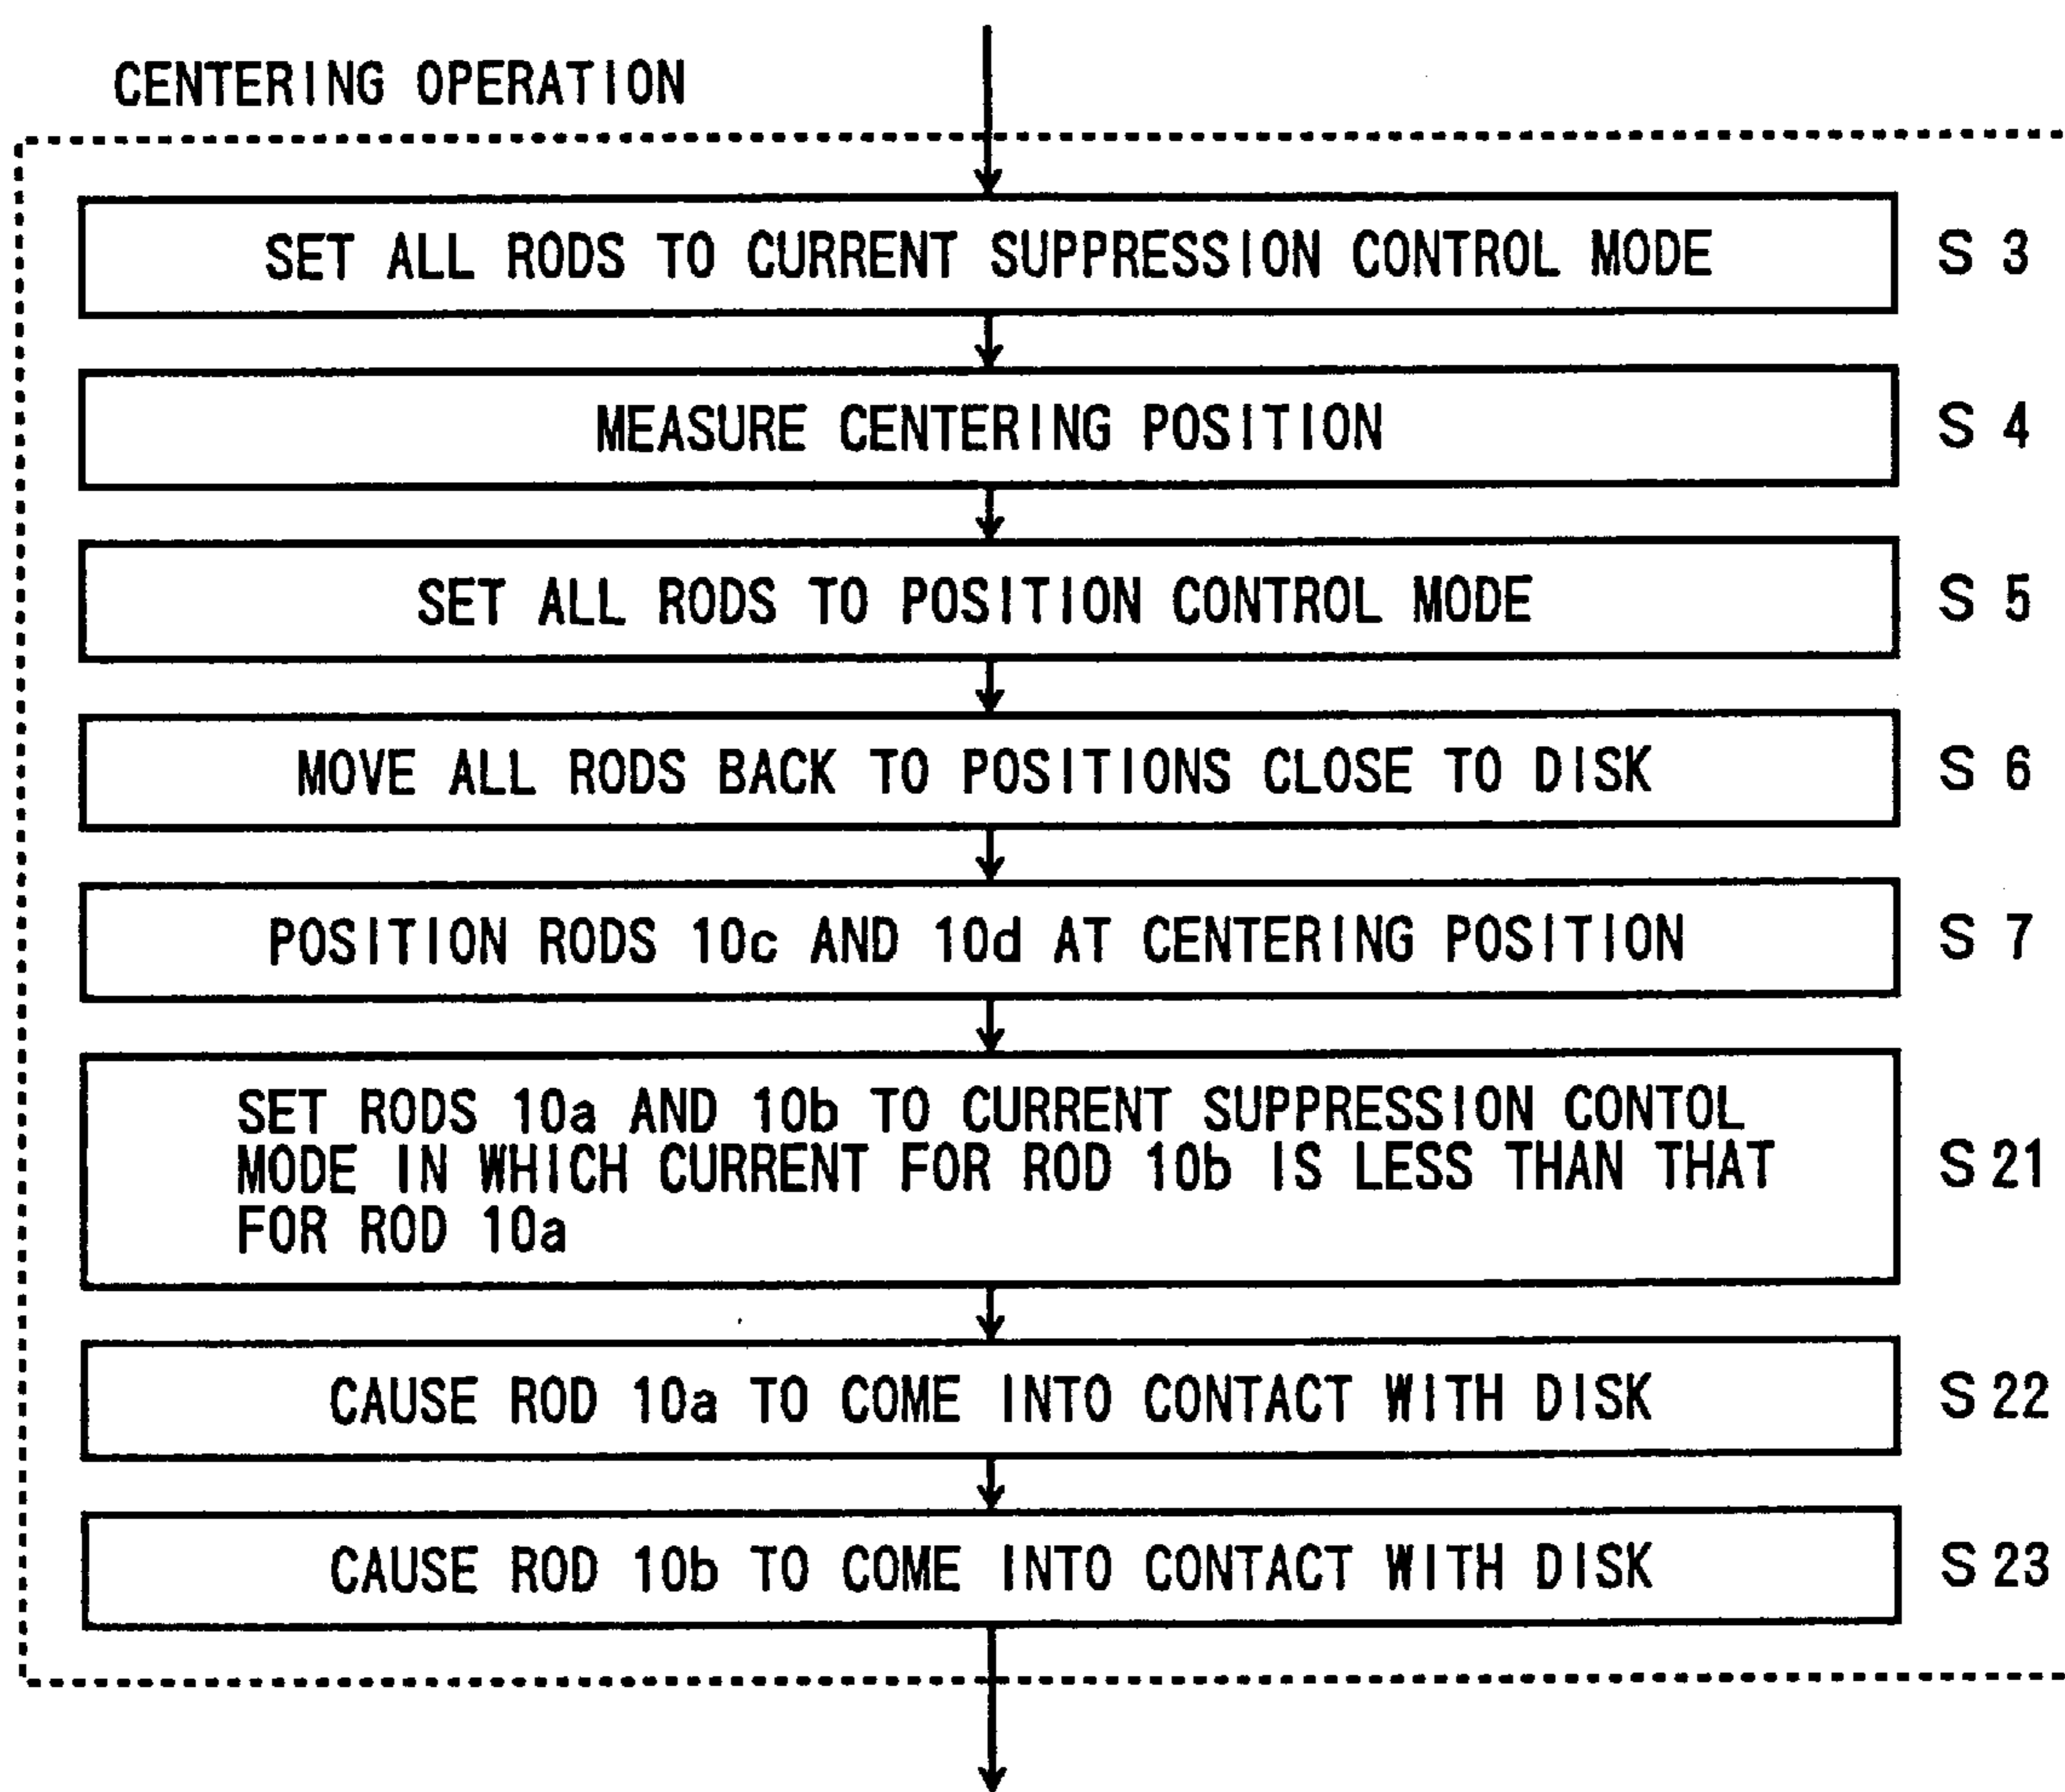 CENTERING OPERATION
SET ALL RODS TO CURRENT SUPPRESSION CONTROL MODE
S 3
MEASURE CENTERING POSITION
S 4
SET ALL RODS TO POSITION CONTROL MODE
S 5
MOVE ALL RODS BACK TO POSITIONS CLOSE TO DISK
S 6
POSITION RODS 10c AND 10d AT CENTERING POSITION
S 7
SET RODS 10a AND 10b TO CURRENT SUPPRESSION CONTOL
MODE IN WHICH CURRENT FOR ROD 10b IS LESS THAN THAT
FOR ROD 10a
S 21
CAUSE ROD 10a TO COME INTO CONTACT WITH DISK
S 22
CAUSE ROD 10b TO COME INTO CONTACT WITH DISK
S 23